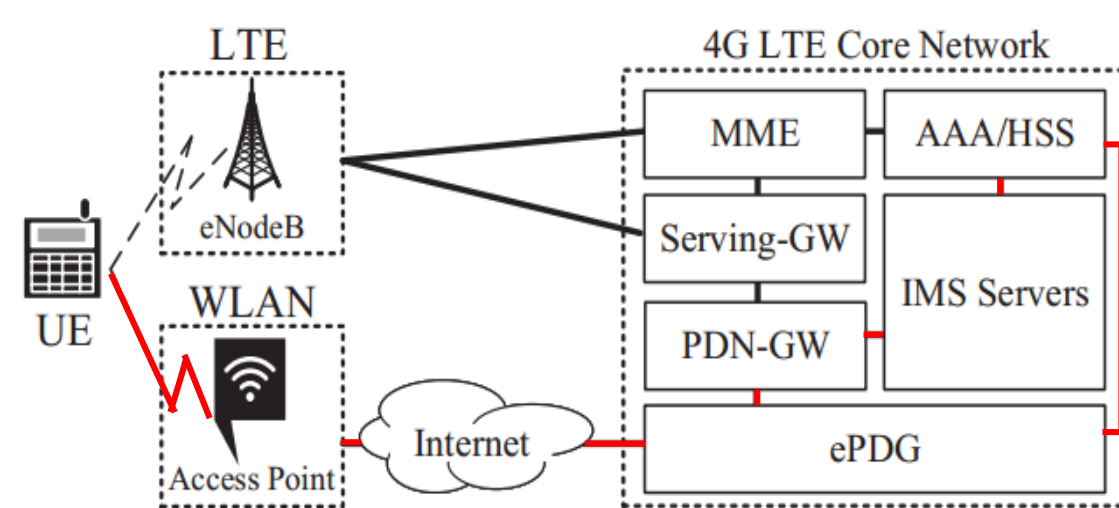 LTE
4G LTE Core Network
MME
AAA/HSS
eNodeB
Serving-GW
UE
WLAN
IMS Servers
PDN-GW
Internet
ePDG
Access Point